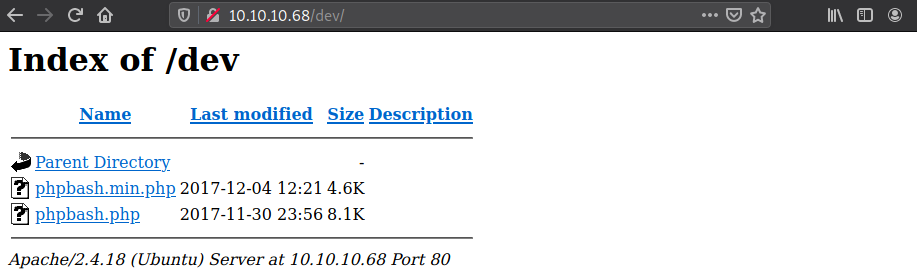 10.10.10.68/dev/
Index of /dev
Name Last modified Size Description
Parent Directory -
phpbash.min.php 2017-12-04 12:21 4.6K
phpbash.php 2017-11-30 23:56 8.1K
Apache/2.4.18 (Ubuntu) Server at 10.10.10.68 Port 80